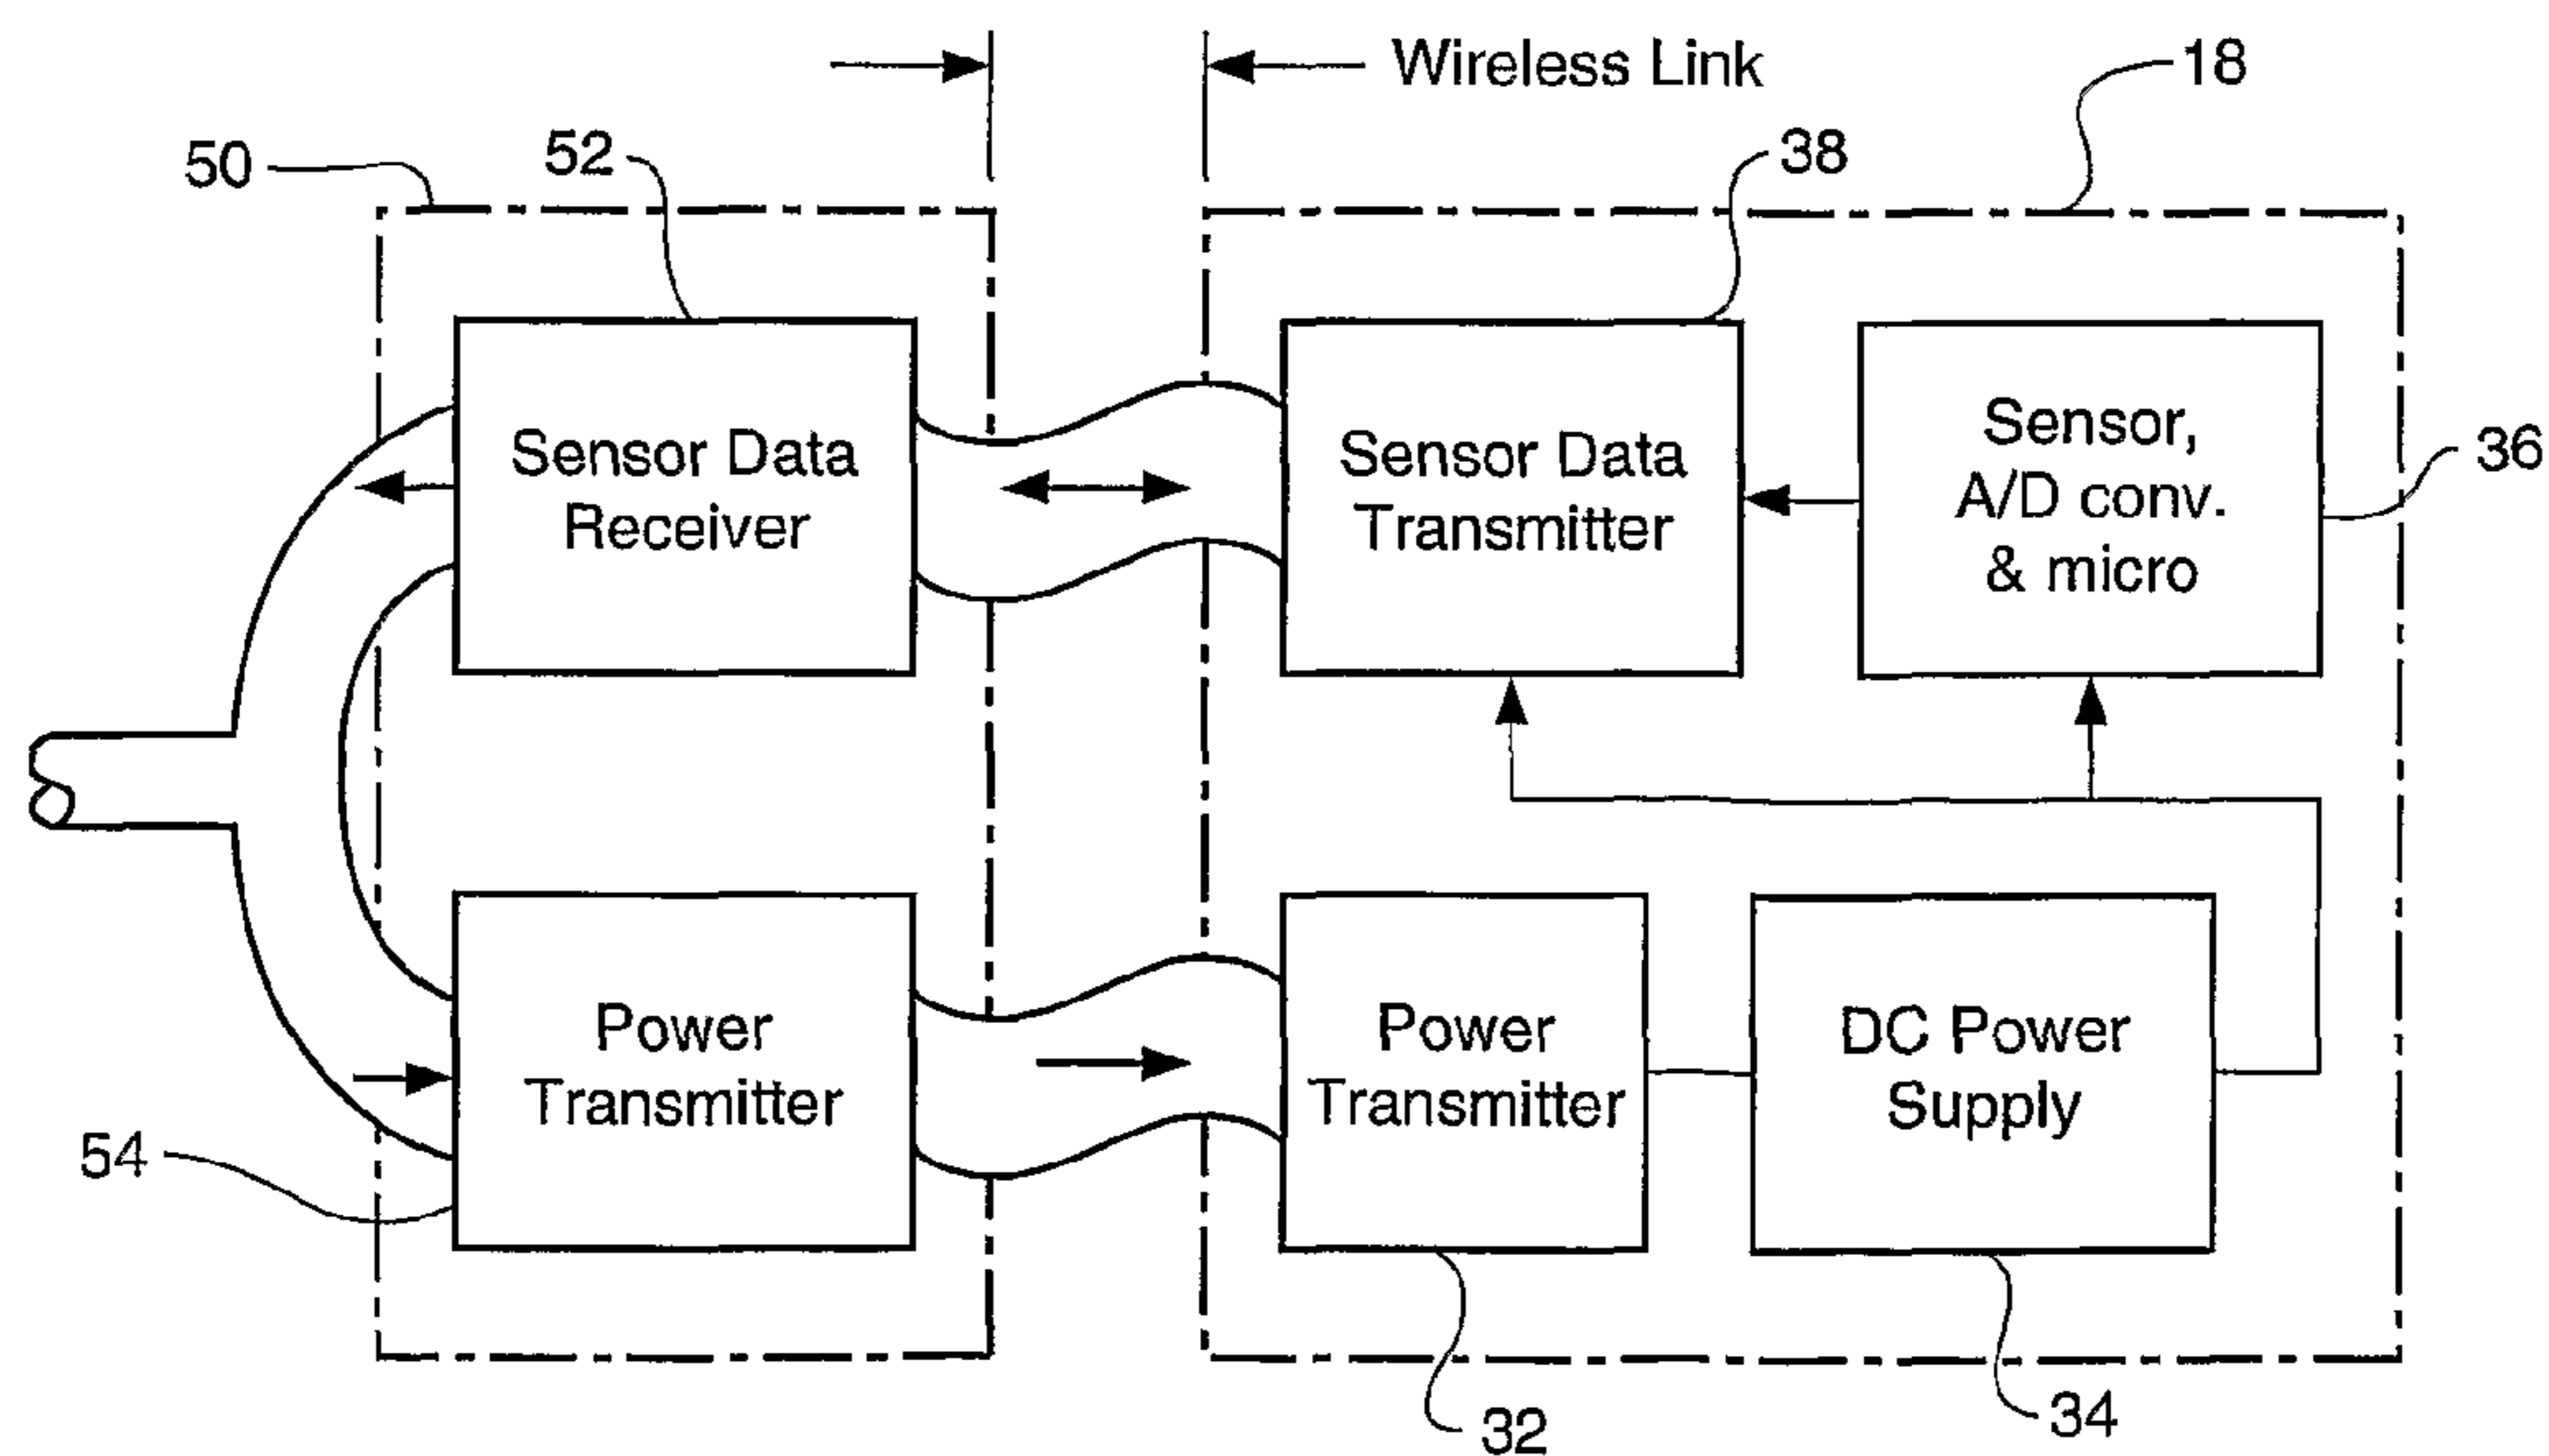 Wireless Link
18
50
52
38
Sensor Data
Receiver
Sensor Data
Transmitter
Sensor,
A/D conv.
& micro
36
Power
Transmitter
Power
Transmitter
DC Power
Supply
54
32
34